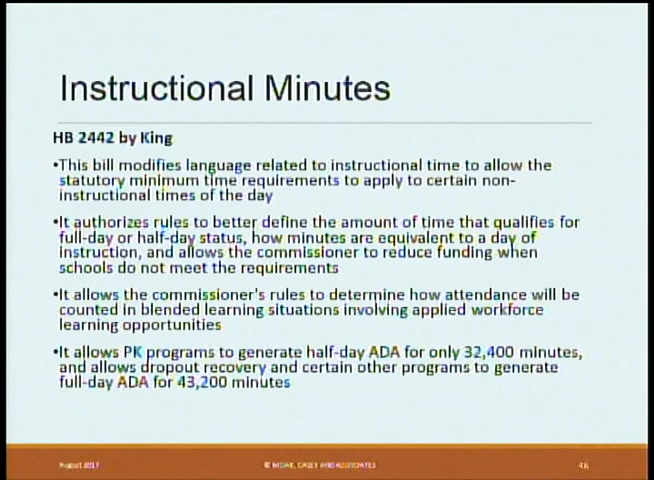 Instructional Minutes
HB 2442 by King
•This bill modifies language related to instructional time to allow the
statutory minimum time requirements to apply to certain non-
instructional times of the day
•It authorizes rules to better define the amount of time that qualifies for
full-day or half-day status, how minutes are equivalent to a day of
instruction, and allows the commissioner to reduce funding when
schools do not meet the requirements
•It allows the commissioner's rules to determine how attendance will be
counted in blended learning situations involving applied workforce
learning opportunities
•It allows PK programs to generate half-day ADA for only 32,400 minutes,
and allows dropout recovery and certain other programs to generate
full-day ADA for 43,200 minutes
August 2017
© MOAK, CASEY AND ASSOCIATES
46